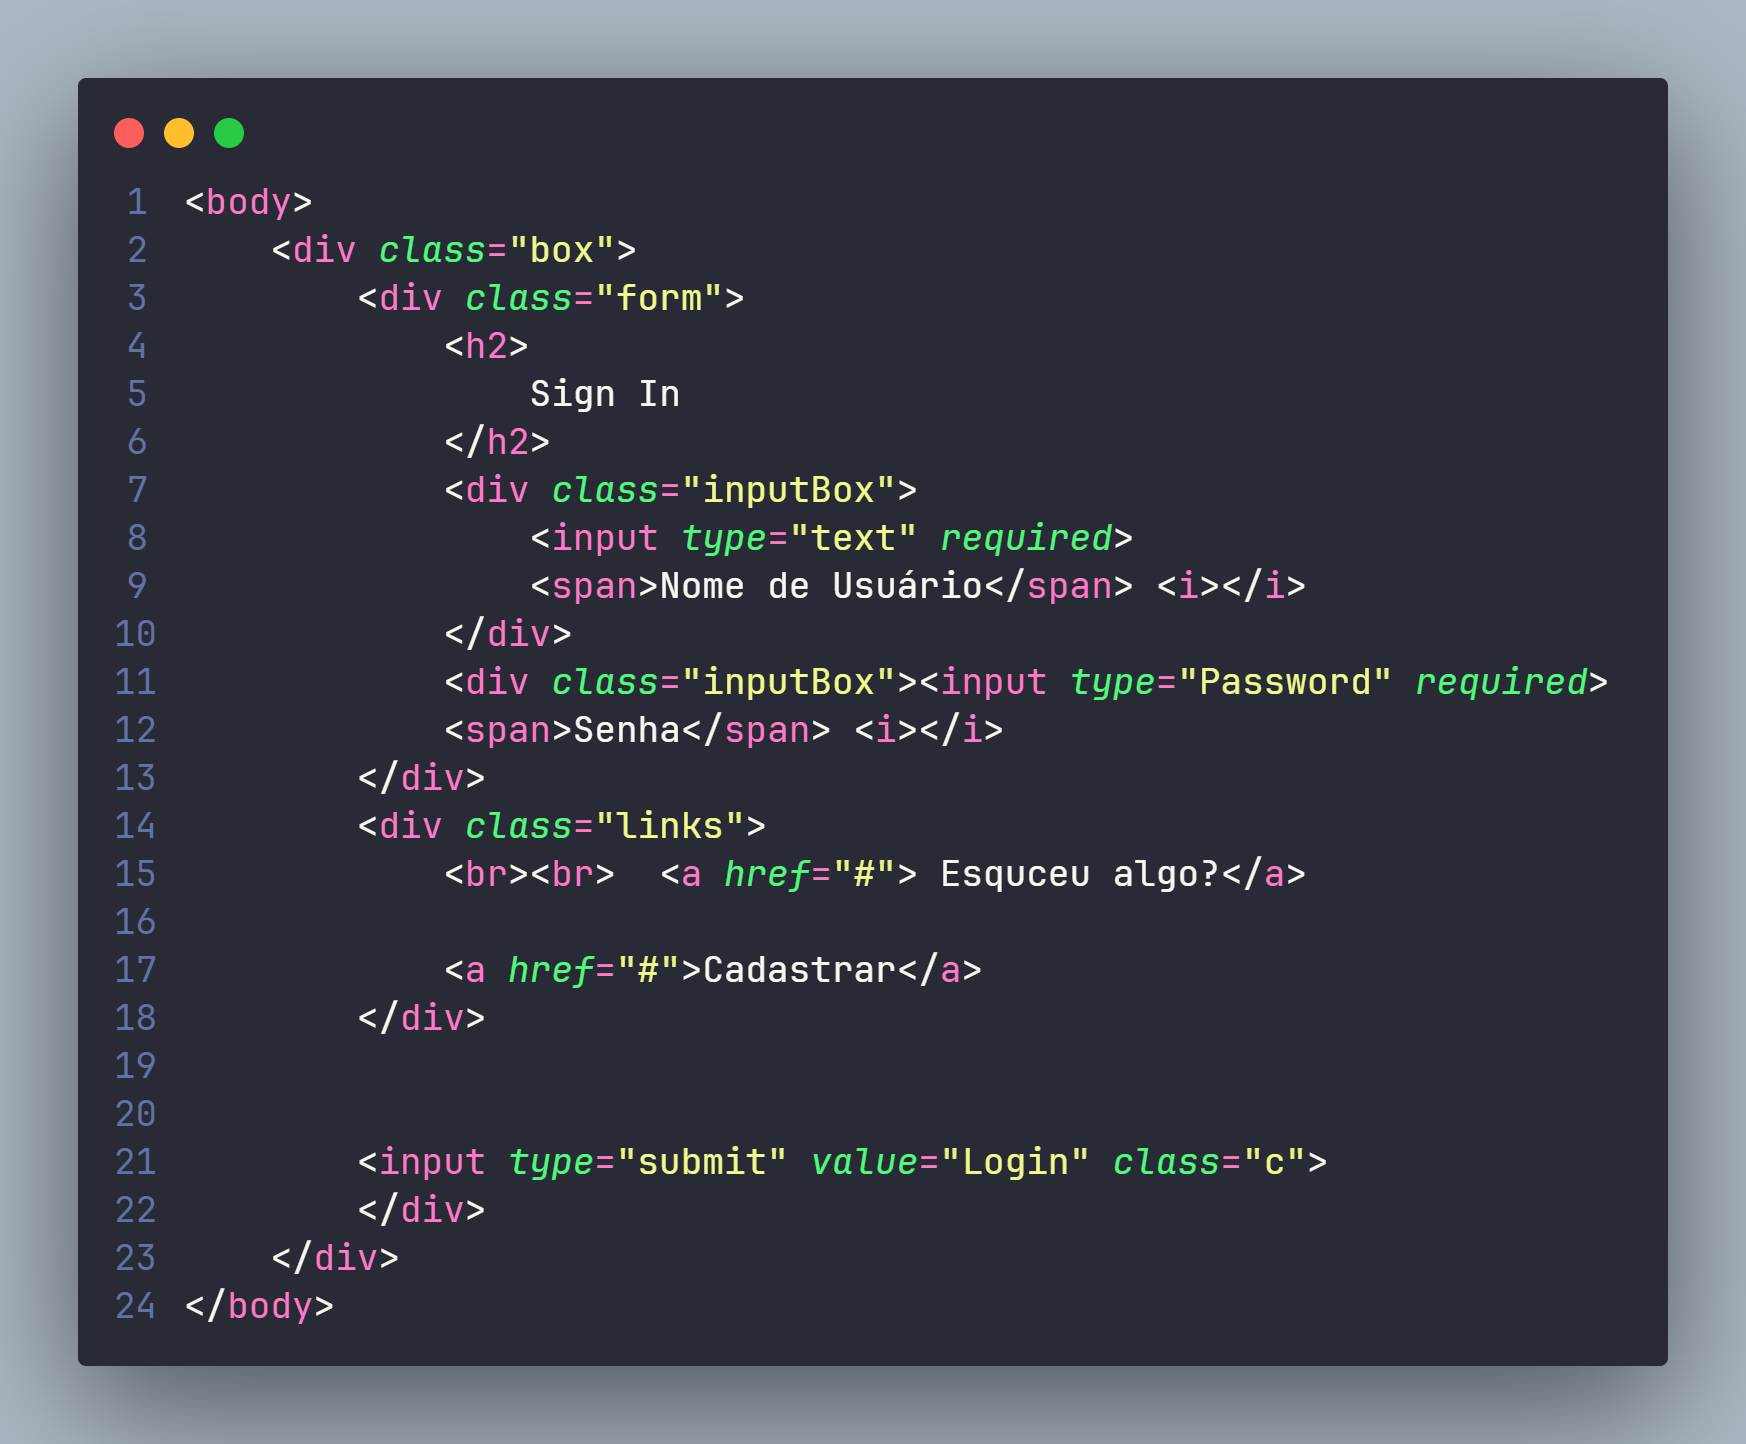 1 <body>
2     <div class="box">
3         <div class="form">
4             <h2>
5                 Sign In
6             </h2>
7             <div class="inputBox">
8                 <input type="text" required>
9                 <span>Nome de Usuário</span> <i></i>
10             </div>
11             <div class="inputBox"><input type="Password" required>
12             <span>Senha</span> <i></i>
13         </div>
14         <div class="links">
15             <br><br>  <a href="#"> Esquceu algo?</a>
16
17             <a href="#">Cadastrar</a>
18         </div>
19
20
21         <input type="submit" value="Login" class="c">
22         </div>
23     </div>
24 </body>